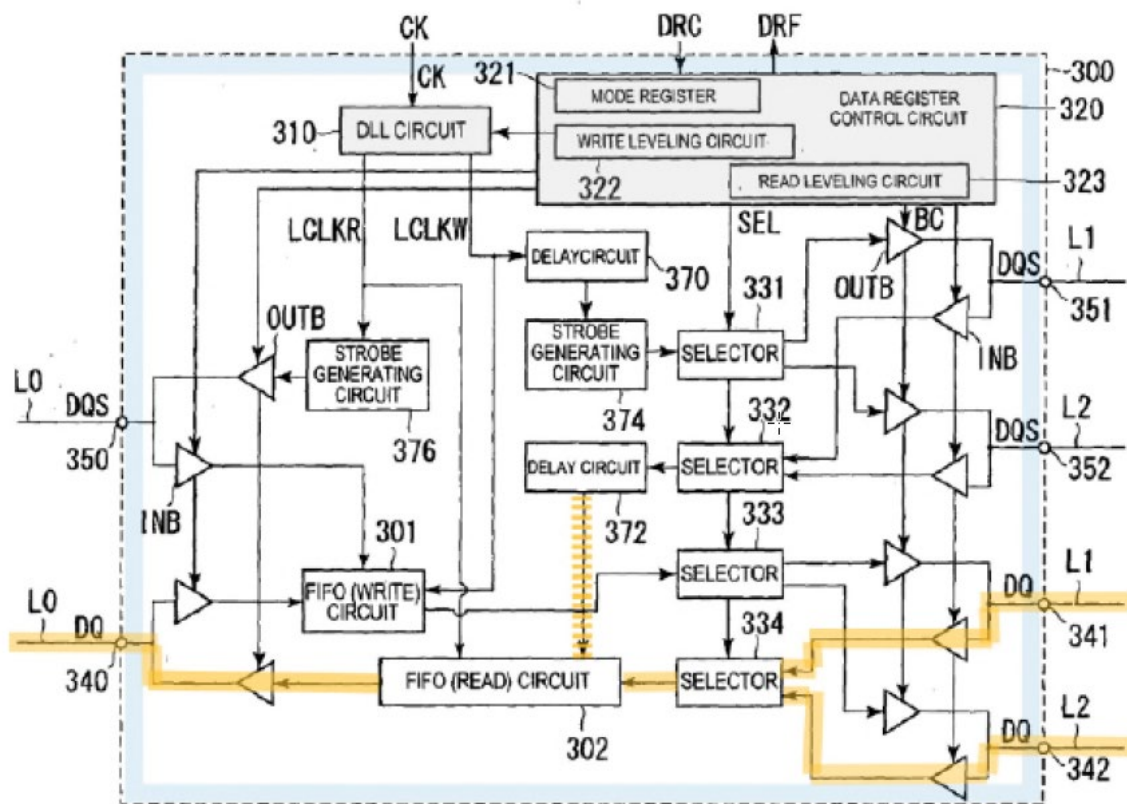 CK
DRC
DRF
300
CK
321
MODE REGISTER
DATA REGISTER
CONTROL CIRCUIT
320
310
DLL CIRCUIT
WRITE LEVELING CIRCUIT
322
READ LEVELING CIRCUIT
323
LCLKR
LCLKW
SEL
BC
DELAY CIRCUIT
370
OUTB
DQS
L1
351
331
OUTB
STROBE
GENERATING
CIRCUIT
STROBE
GENERATING
CIRCUIT
SELECTOR
INB
L0
DQS
350
376
374
332
L2
DQS
352
DELAY CIRCUIT
SELECTOR
INB
372
333
301
FIFO (WRITE)
CIRCUIT
SELECTOR
L0
DQ
340
334
DQ
L1
341
FIFO (READ) CIRCUIT
SELECTOR
302
DQ
L2
342